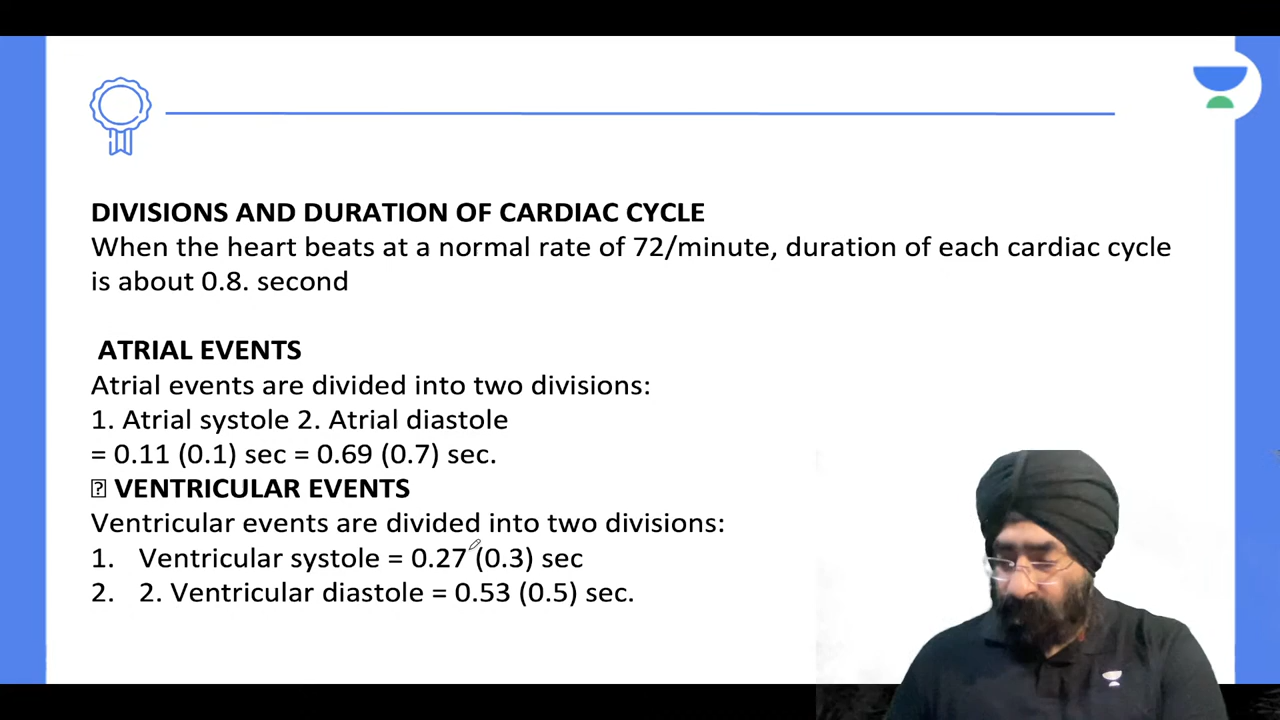 DIVISIONS AND DURATION OF CARDIAC CYCLE
When the heart beats at a normal rate of 72/minute, duration of each cardiac cycle
is about 0.8. second
ATRIAL EVENTS
Atrial events are divided into two divisions:
1. Atrial systole 2. Atrial diastole
= 0.11 (0.1) sec = 0.69 (0.7) sec.
VENTRICULAR EVENTS
Ventricular events are divided into two divisions:
1. Ventricular systole = 0.27 (0.3) sec
2. 2. Ventricular diastole = 0.53 (0.5) sec.